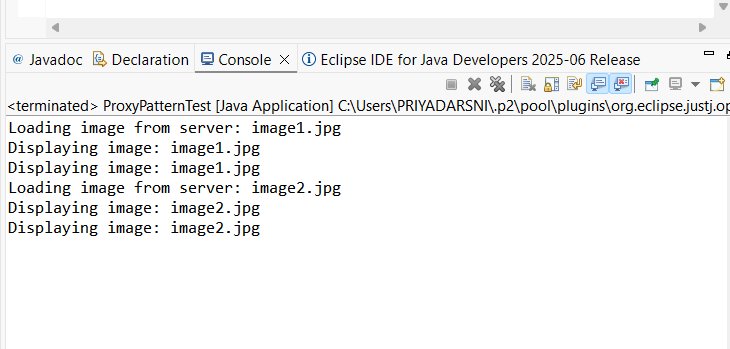 @ Javadoc Declaration Console Eclipse IDE for Java Developers 2025-06 Release
<terminated> ProxyPatternTest [Java Application] C:\Users\PRIYADARSNI\.p2\pool\plugins\org.eclipse.justj.op
Loading image from server: image1.jpg
Displaying image: image1.jpg
Displaying image: image1.jpg
Loading image from server: image2.jpg
Displaying image: image2.jpg
Displaying image: image2.jpg